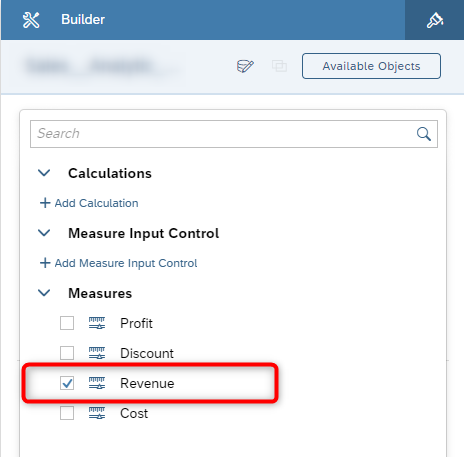 Builder
Available Objects
Search
Calculations
+ Add Calculation
Measure Input Control
+ Add Measure Input Control
Measures
Profit
Discount
Revenue
Cost